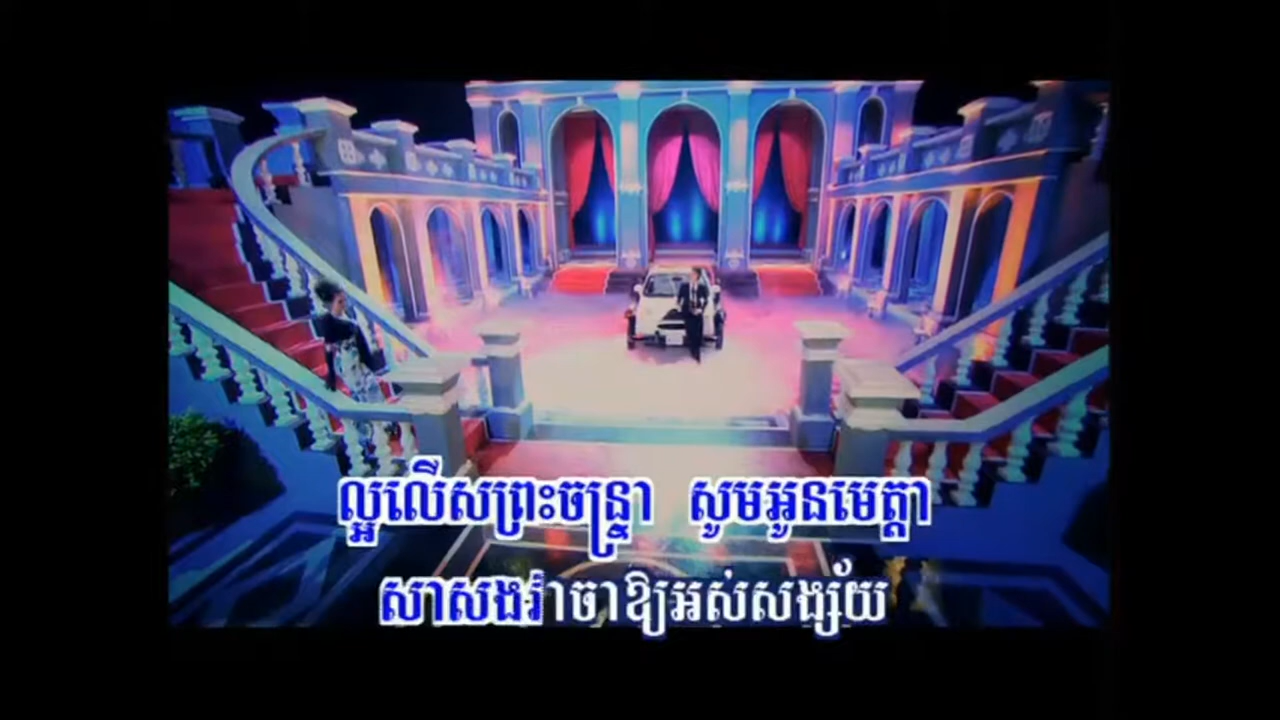 ល្អលើសព្រះចន្ទ្រា សូមអូនមេត្តា
សាសងវាចាឱ្យអស់សង្ស័យ